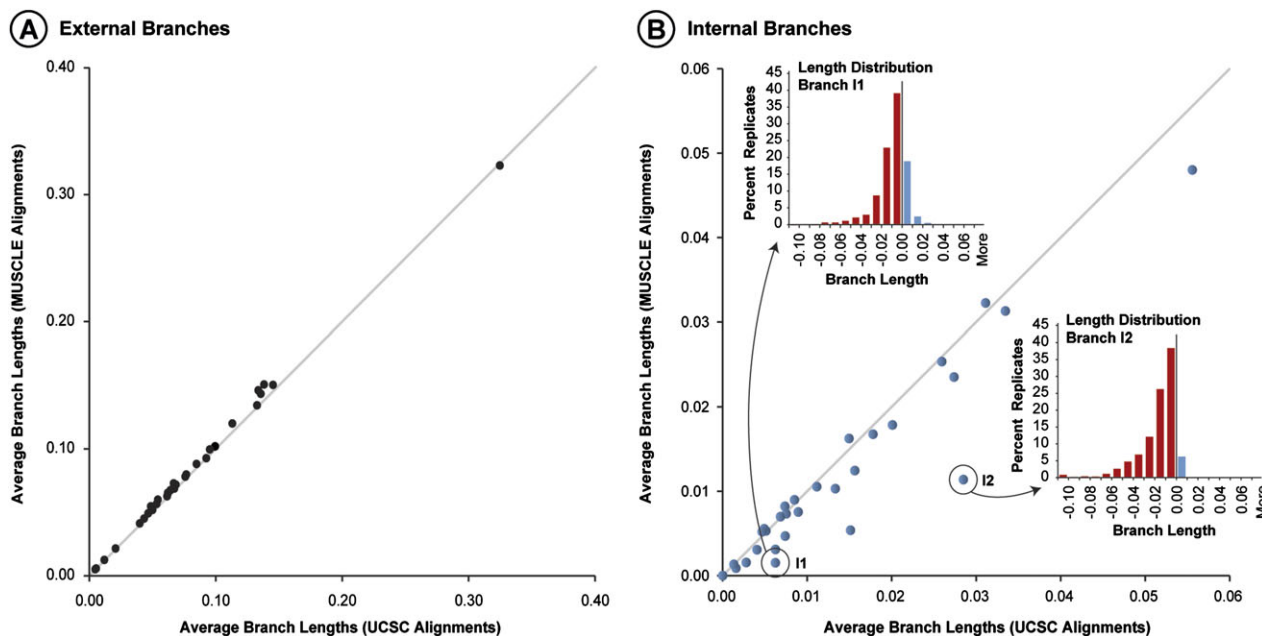 A External Branches
0.40
0.30
0.20
0.10
0.00
Average Branch Lengths (MUSCLE Alignments)
0.00 0.10 0.20 0.30 0.40
Average Branch Lengths (UCSC Alignments)
B Internal Branches
0.06
0.05
0.04
0.03
0.02
0.01
0.00
Average Branch Lengths (MUSCLE Alignments)
Length Distribution
Branch I1
45
40
35
30
25
20
15
10
5
0
Percent Replicates
-0.10 -0.08 -0.06 -0.04 -0.02 0.00 0.02 0.04 0.06 More
Branch Length
Length Distribution
Branch I2
45
40
35
30
25
20
15
10
5
0
Percent Replicates
-0.10 -0.08 -0.06 -0.04 -0.02 0.00 0.02 0.04 0.06 More
Branch Length
I2
I1
0.00 0.01 0.02 0.03 0.04 0.05 0.06
Average Branch Lengths (UCSC Alignments)